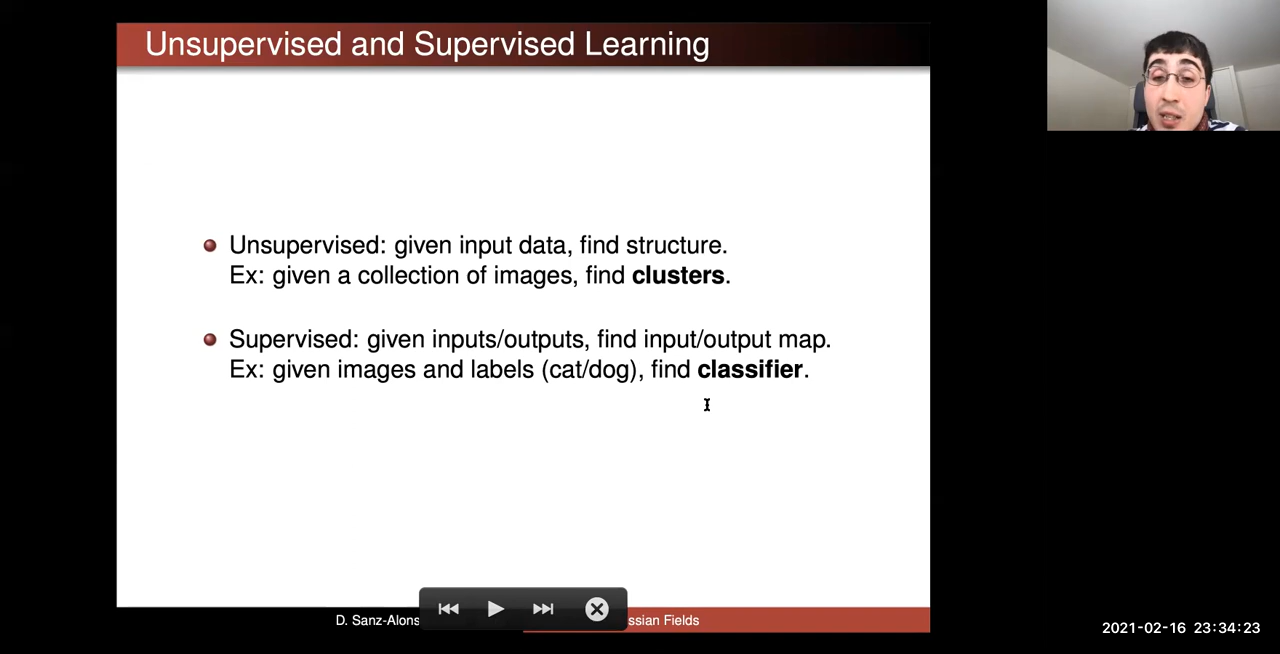 Unsupervised and Supervised Learning
Unsupervised: given input data, find structure.
Ex: given a collection of images, find clusters.
Supervised: given inputs/outputs, find input/output map.
Ex: given images and labels (cat/dog), find classifier.
D. Sanz-Alons
ssian Fields
2021-02-16 23:34:23